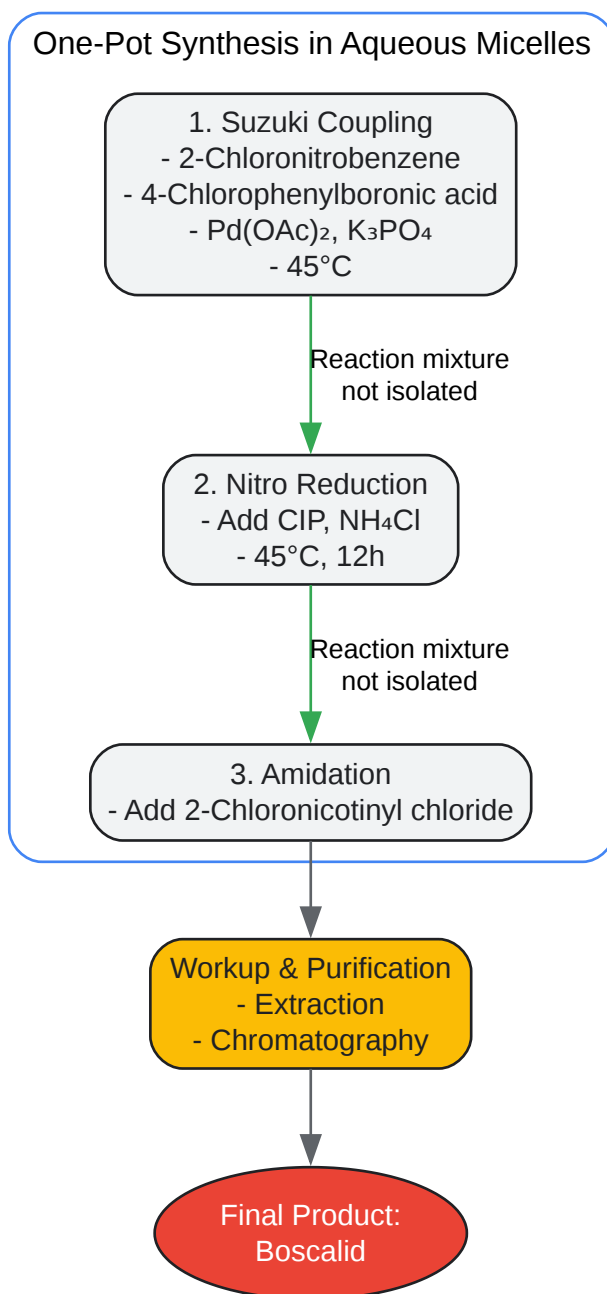 One-Pot Synthesis in Aqueous Micelles
1. Suzuki Coupling
- 2-Chloronitrobenzene
- 4-Chlorophenylboronic acid
- Pd(OAc)₂, K₃PO₄
- 45°C
Reaction mixture
not isolated
2. Nitro Reduction
- Add CIP, NH₄Cl
- 45°C, 12h
Reaction mixture
not isolated
3. Amidation
- Add 2-Chloronicotinyl chloride
Workup & Purification
- Extraction
- Chromatography
Final Product:
Boscalid